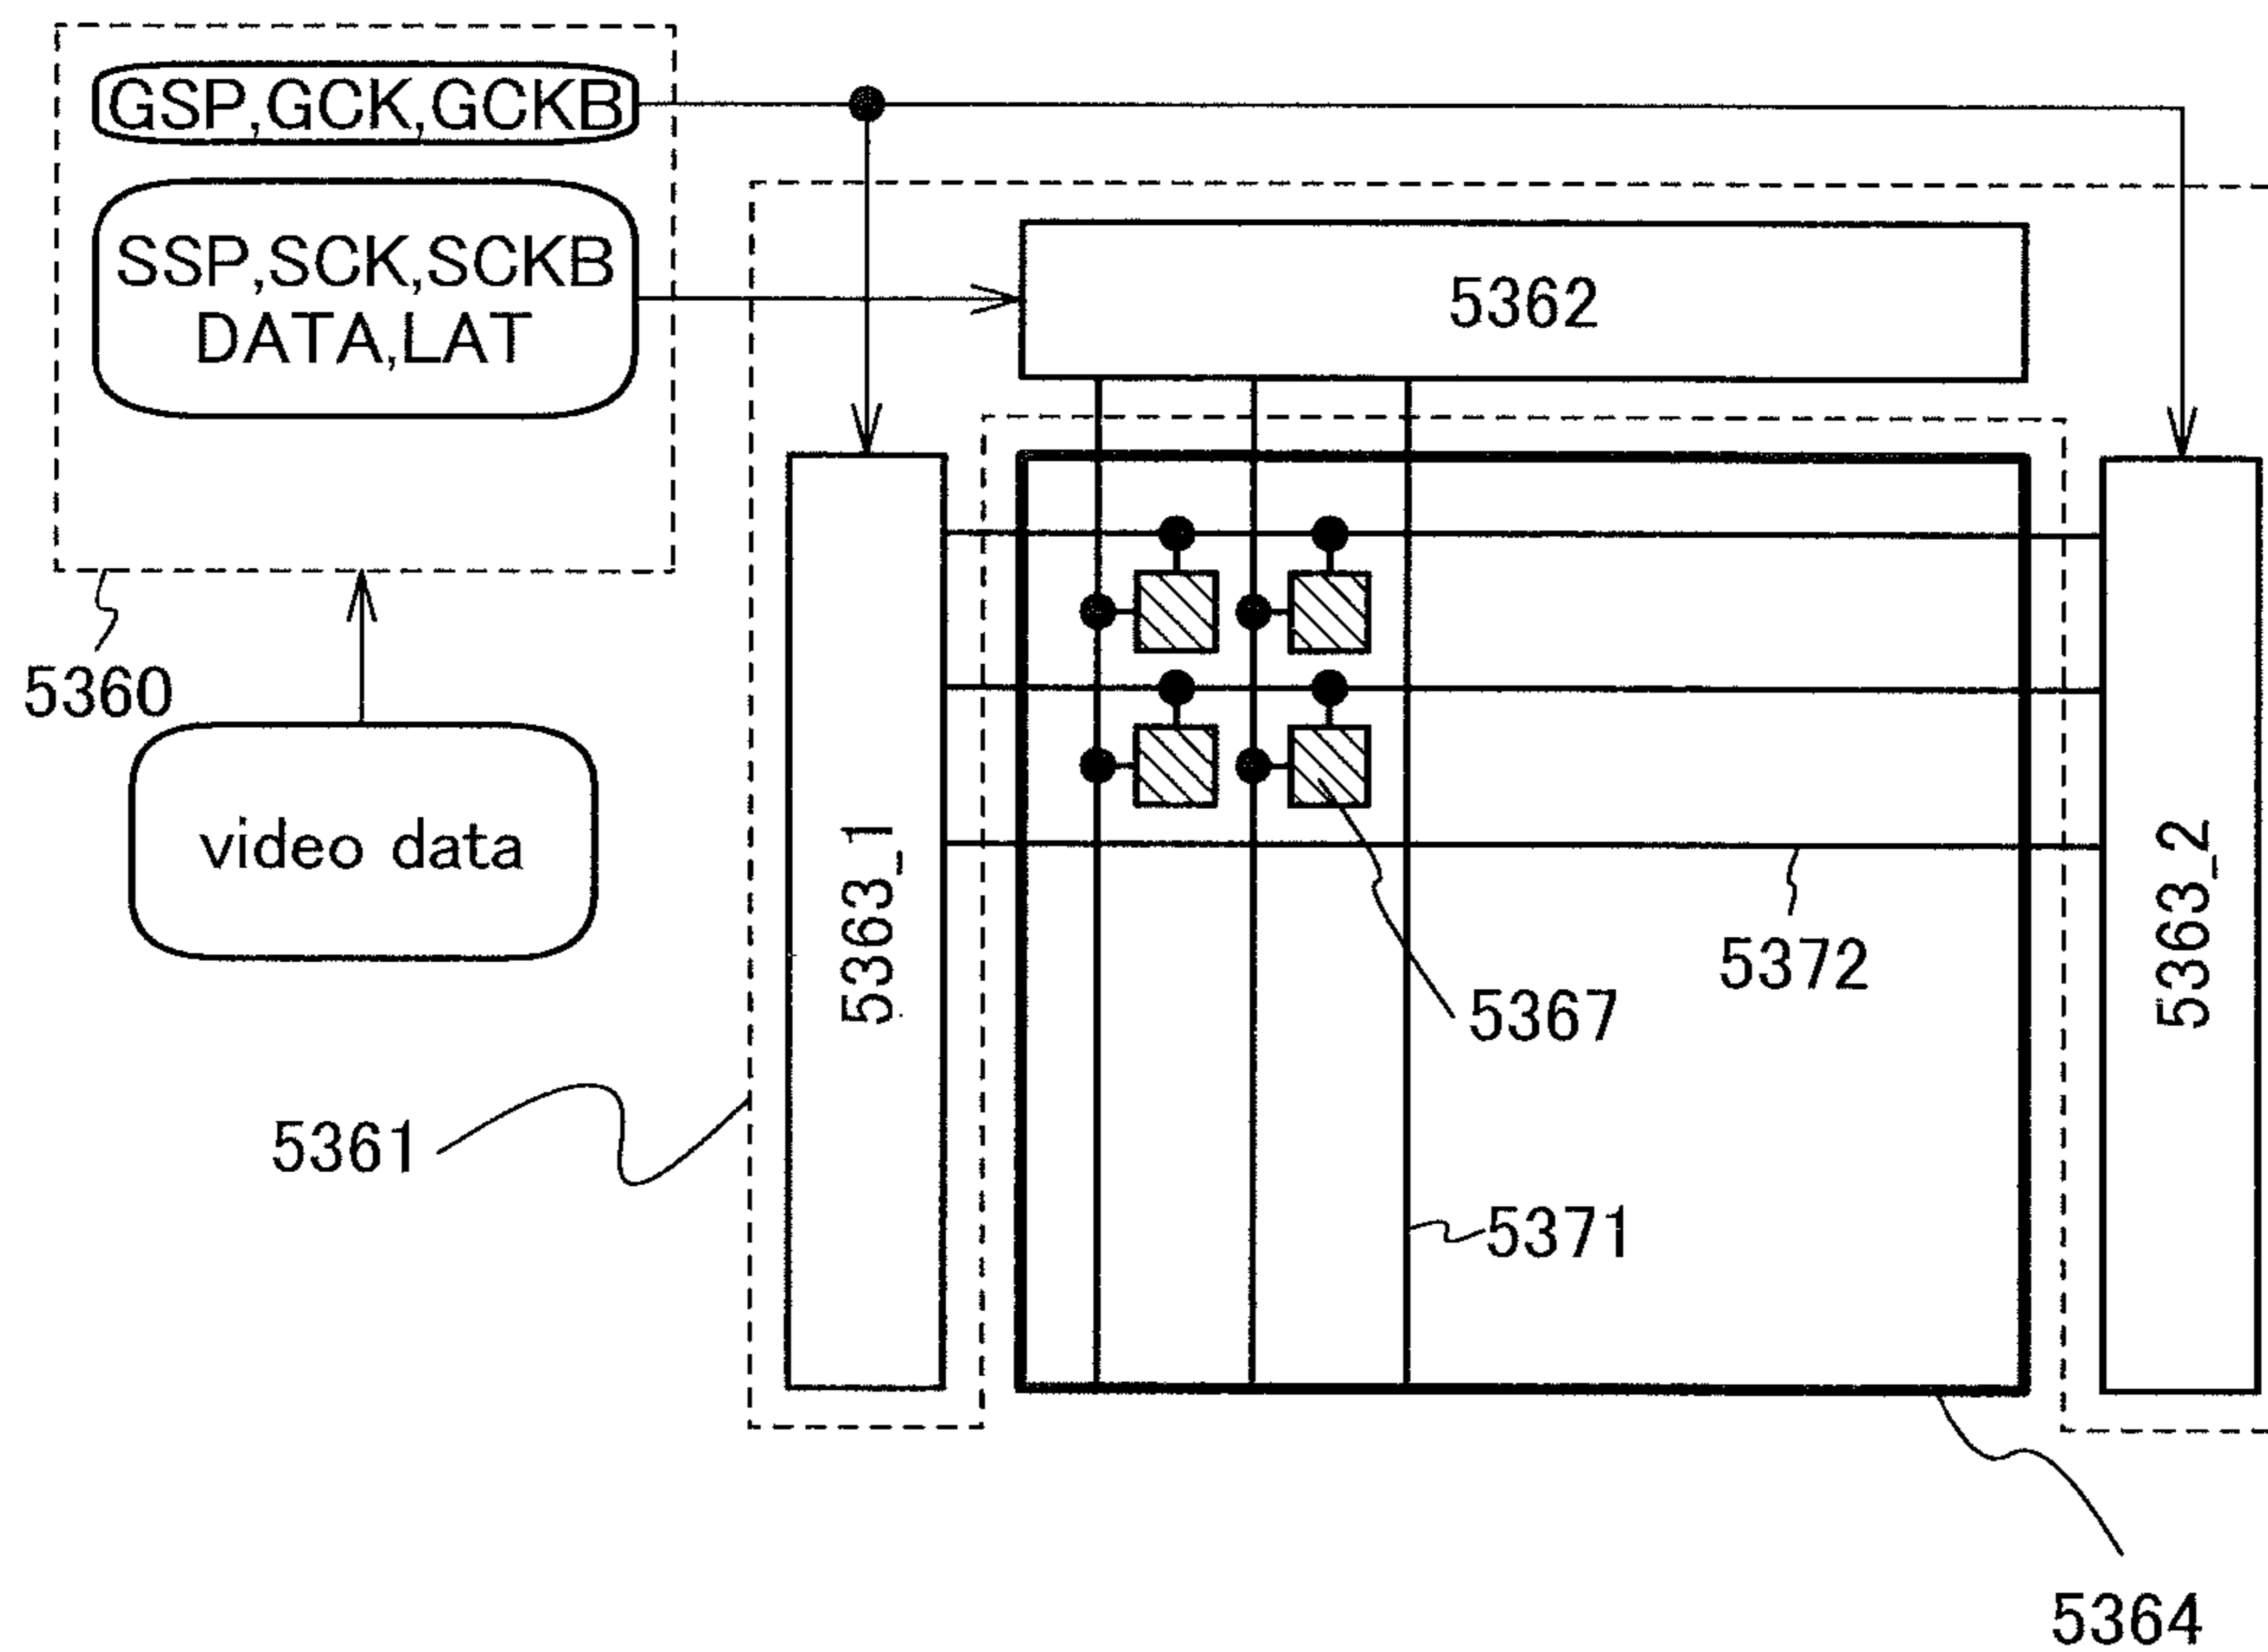 GSP,GCK,GCKB
SSP,SCK,SCKB
DATA,LAT
5362
5360
video data
5363_1
5363_2
5372
5367
5361
5371
5364